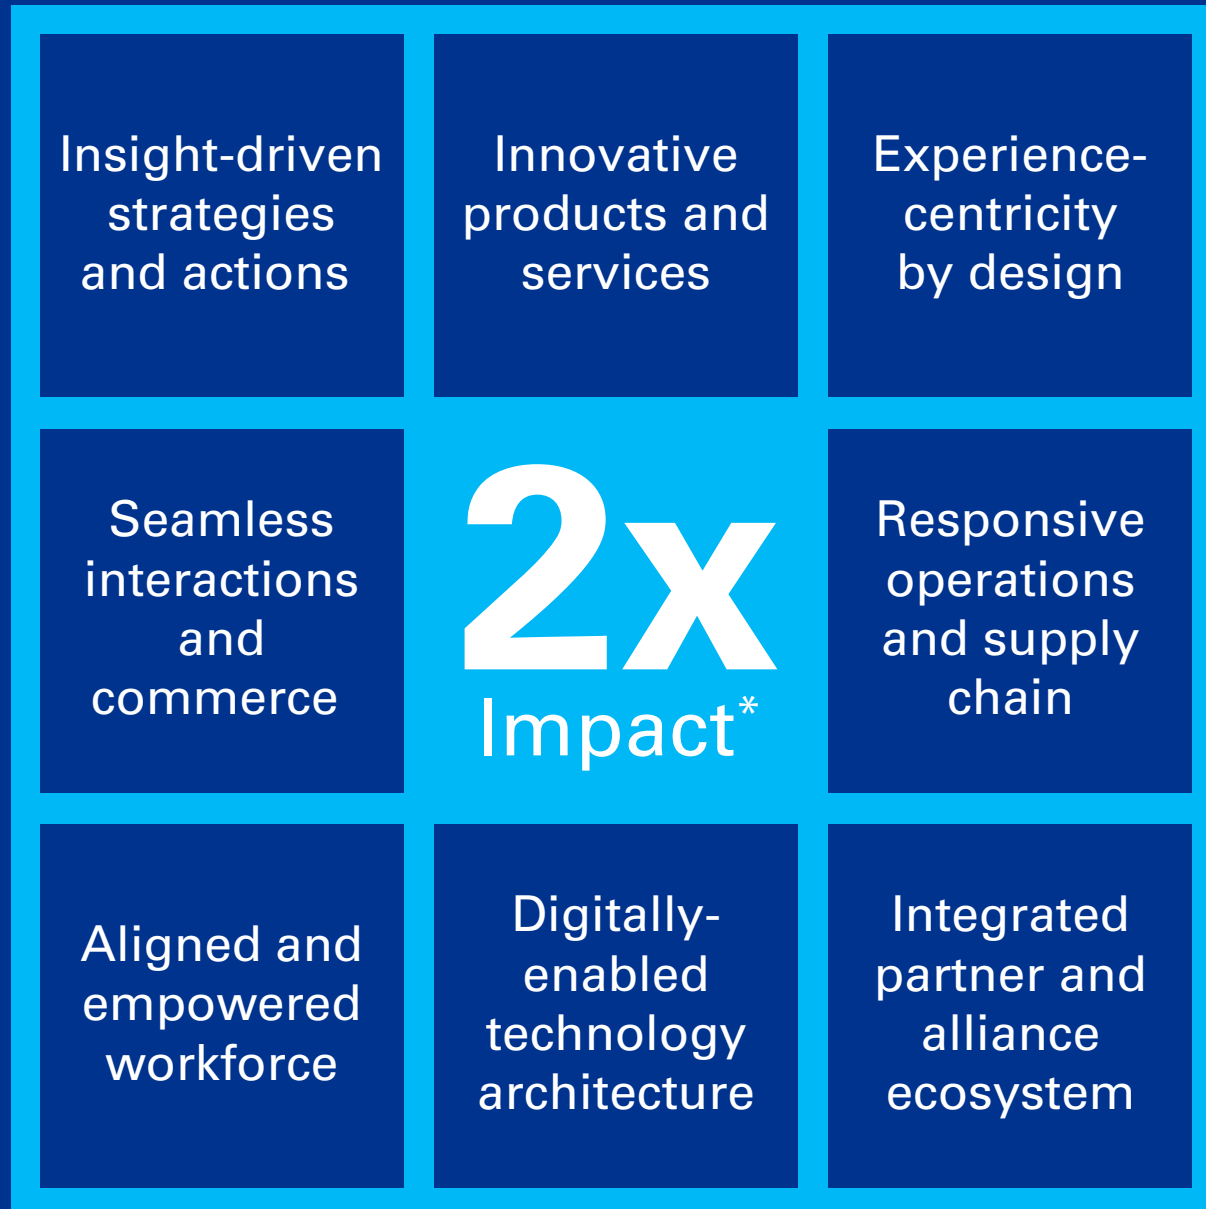 Insight-driven
strategies
and actions
Innovative
products and
services
Experience-
centricity
by design
Seamless
interactions
and
commerce
2x
Impact*
Responsive
operations
and supply
chain
Aligned and
empowered
workforce
Digitally-
enabled
technology
architecture
Integrated
partner and
alliance
ecosystem